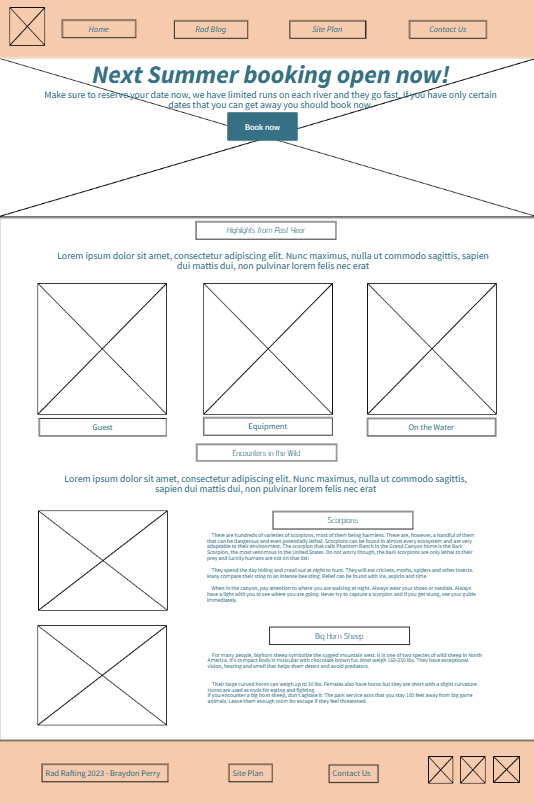 Home
Rad Blog
Site Plan
Contact Us
Next Summer booking open now!
Make sure to reserve your date now, we have limited runs on each river and they go fast. If you have only certain
dates that you can get away you should book now.
Book now
Highlights from Past Year
Lorem ipsum dolor sit amet, consectetur adipiscing elit. Nunc maximus, nulla ut commodo sagittis, sapien
dui mattis dui, non pulvinar lorem felis nec erat
Guest
Equipment
On the Water
Encounters in the Wild
Lorem ipsum dolor sit amet, consectetur adipiscing elit. Nunc maximus, nulla ut commodo sagittis,
sapien dui mattis dui, non pulvinar lorem felis nec erat
Scorpions
There are hundreds of varieties of scorpions, most of them being harmless. There are, however, a handful of them
that can be dangerous and even potentially lethal. Scorpions can be found in almost every ecosystem and are very
adaptable to their environment. The scorpion that calls Phantom Ranch in the Grand Canyon home is the Bark
Scorpion, the most venomous in the United States. Do not worry though, the bark scorpions are only lethal to their
prey and luckily humans are not on that list!
They spend the day hiding and crawl out at night to hunt. They will eat crickets, moths, spiders and other insects.
Many compare their sting to an intense bee sting. Relief can be found with ice, aspirin and time.
When in the canyon, pay attention to where you are walking at night. Always wear your shoes or sandals. Always
have a light with you to see where you are going. Never try to capture a scorpion and if you get stung, see your guide
immediately.
Big Horn Sheep
For many people, bighorn sheep symbolize the rugged mountain west. It is one of two species of wild sheep in North
America. It's compact body is muscular with chocolate brown fur. Most weigh 160-250 lbs. They have exceptional
vision, hearing and smell that helps them detect and avoid predators.
Their large curved horns can weigh up to 30 lbs. Females also have horns but they are short with a slight curvature.
Horns are used as tools for eating and fighting.
If you encounter a big horn sheep, don't agitate it. The park service asks that you stay 100 feet away from big game
animals. Leave them enough room for escape if they feel threatened.
Rad Rafting 2023 - Braydon Perry
Site Plan
Contact Us